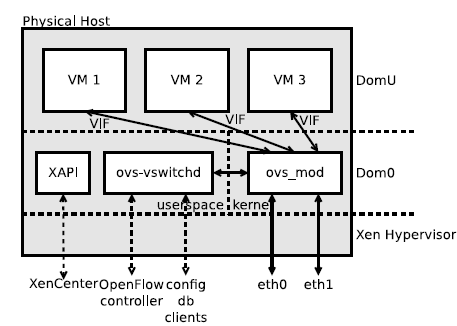 Physical Host
VM 1
VM 2
VM 3
DomU
VIF
VIF
VIF
XAPI
ovs-vswitchd
ovs_mod
Dom0
userspace
kernel
Xen Hypervisor
XenCenter
OpenFlow
controller
config
db
clients
eth0
eth1